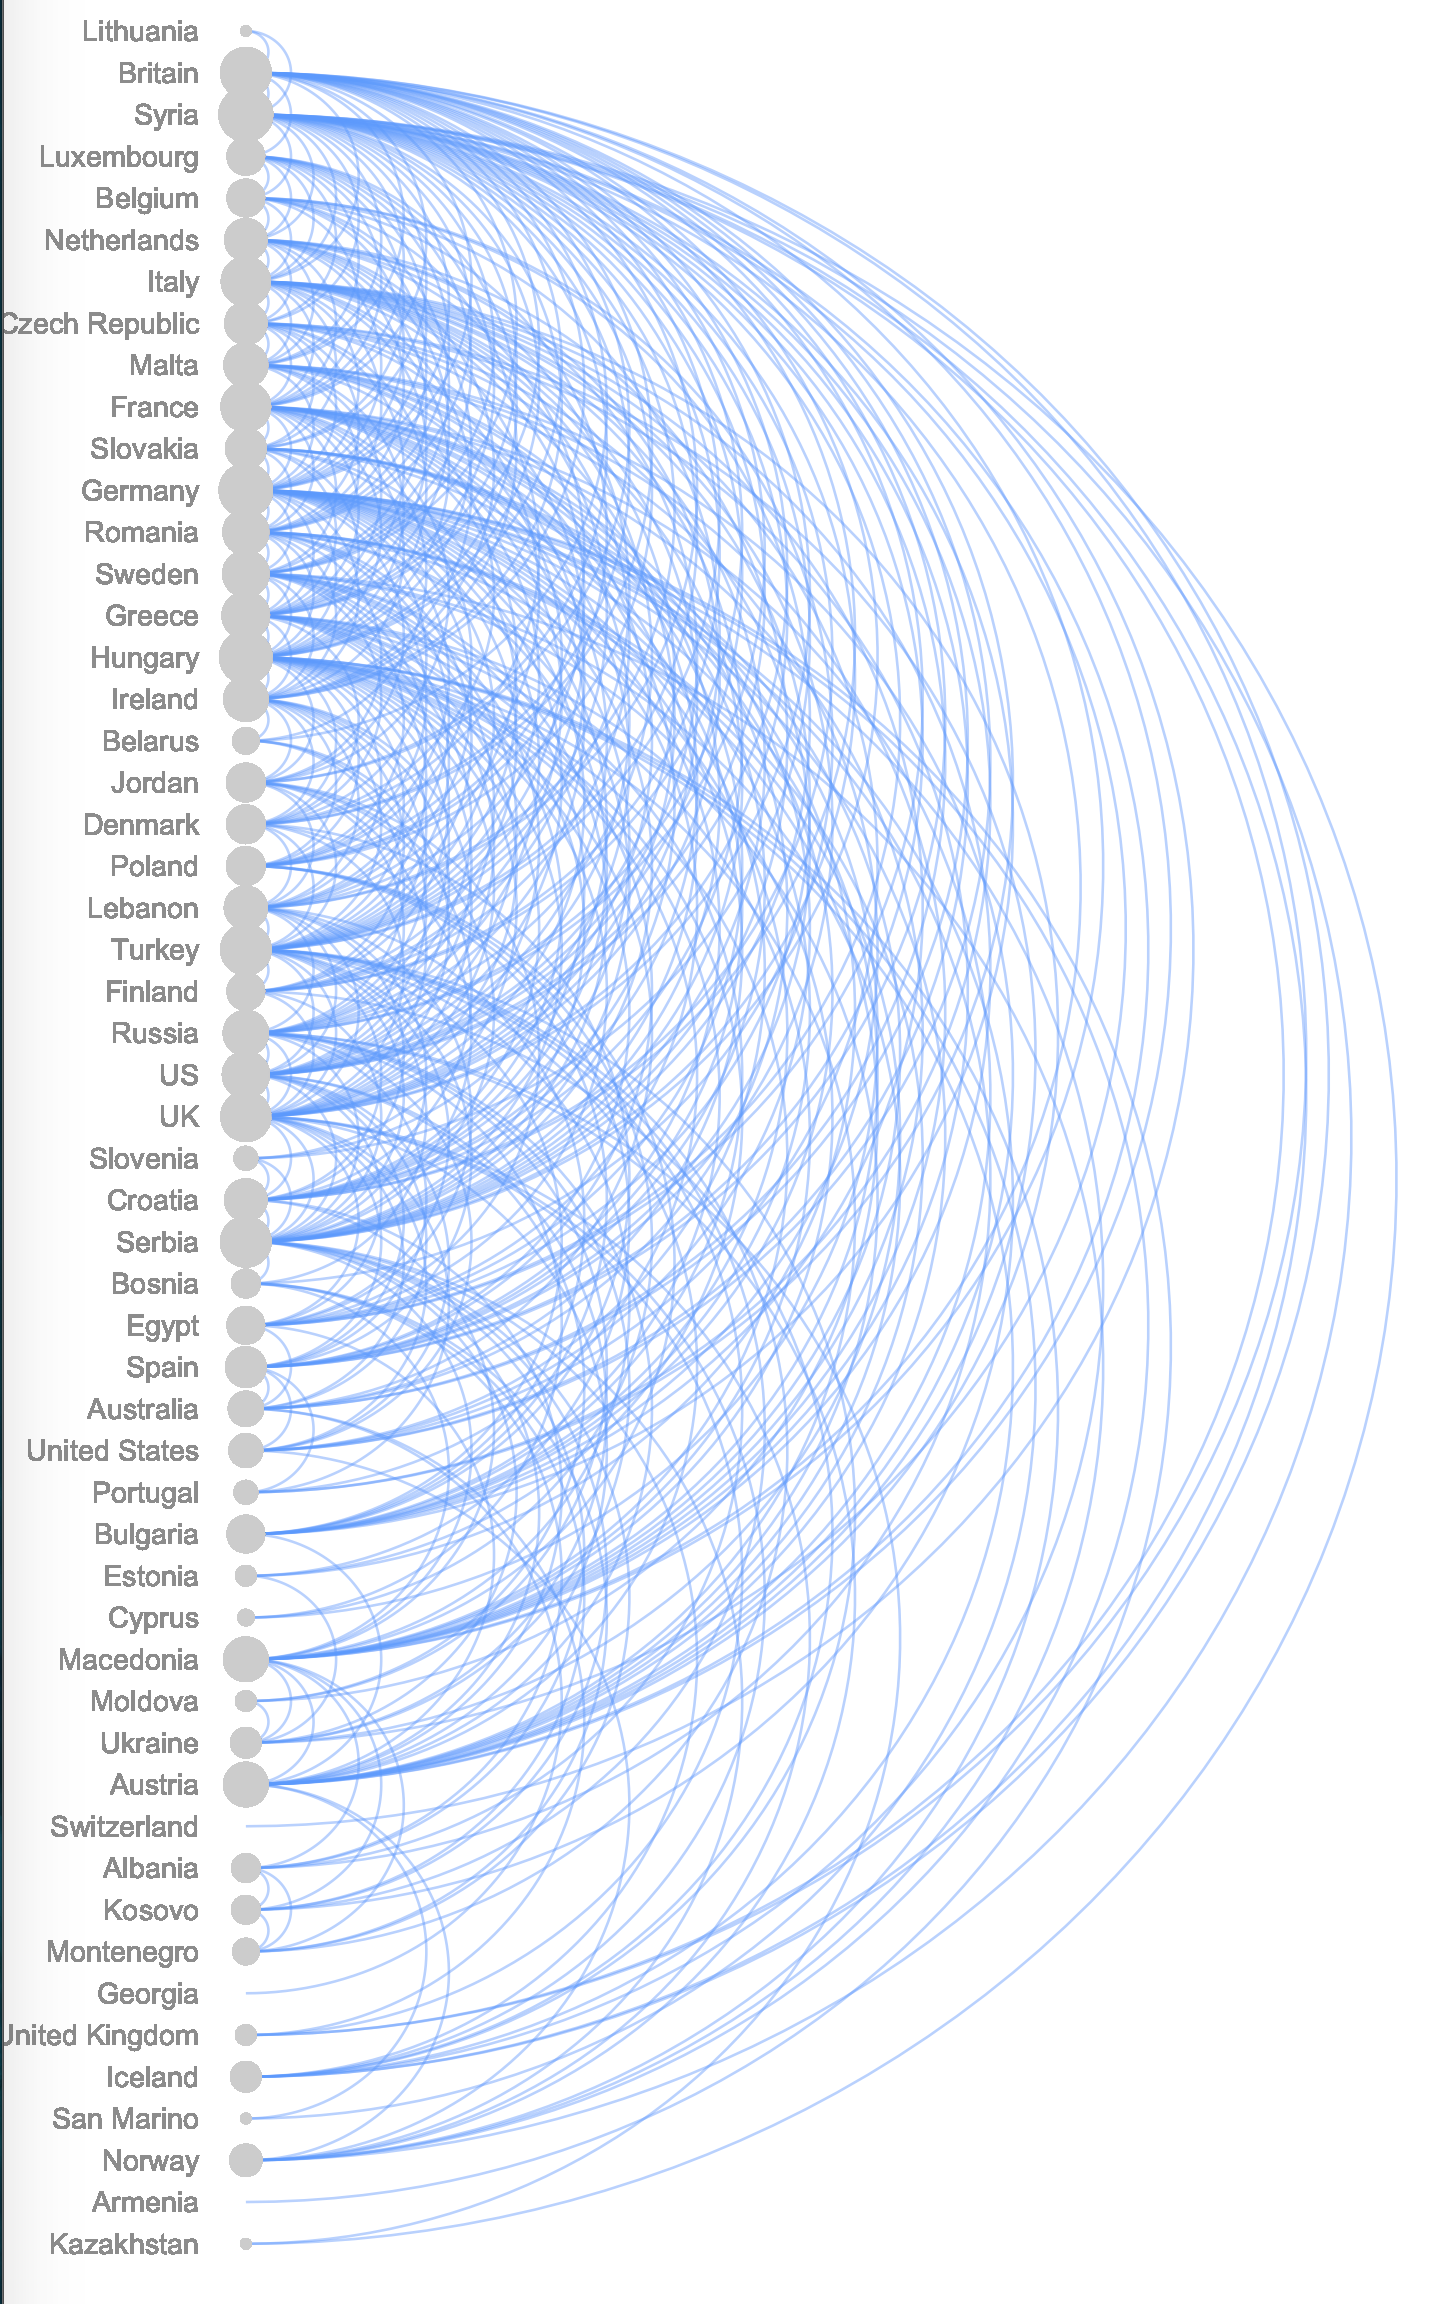 Lithuania
Britain
Syria
Luxembourg
Belgium
Netherlands
Italy
Czech Republic
Malta
France
Slovakia
Germany
Romania
Sweden
Greece
Hungary
Ireland
Belarus
Jordan
Denmark
Poland
Lebanon
Turkey
Finland
Russia
US
UK
Slovenia
Croatia
Serbia
Bosnia
Egypt
Spain
Australia
United States
Portugal
Bulgaria
Estonia
Cyprus
Macedonia
Moldova
Ukraine
Austria
Switzerland
Albania
Kosovo
Montenegro
Georgia
United Kingdom
Iceland
San Marino
Norway
Armenia
Kazakhstan